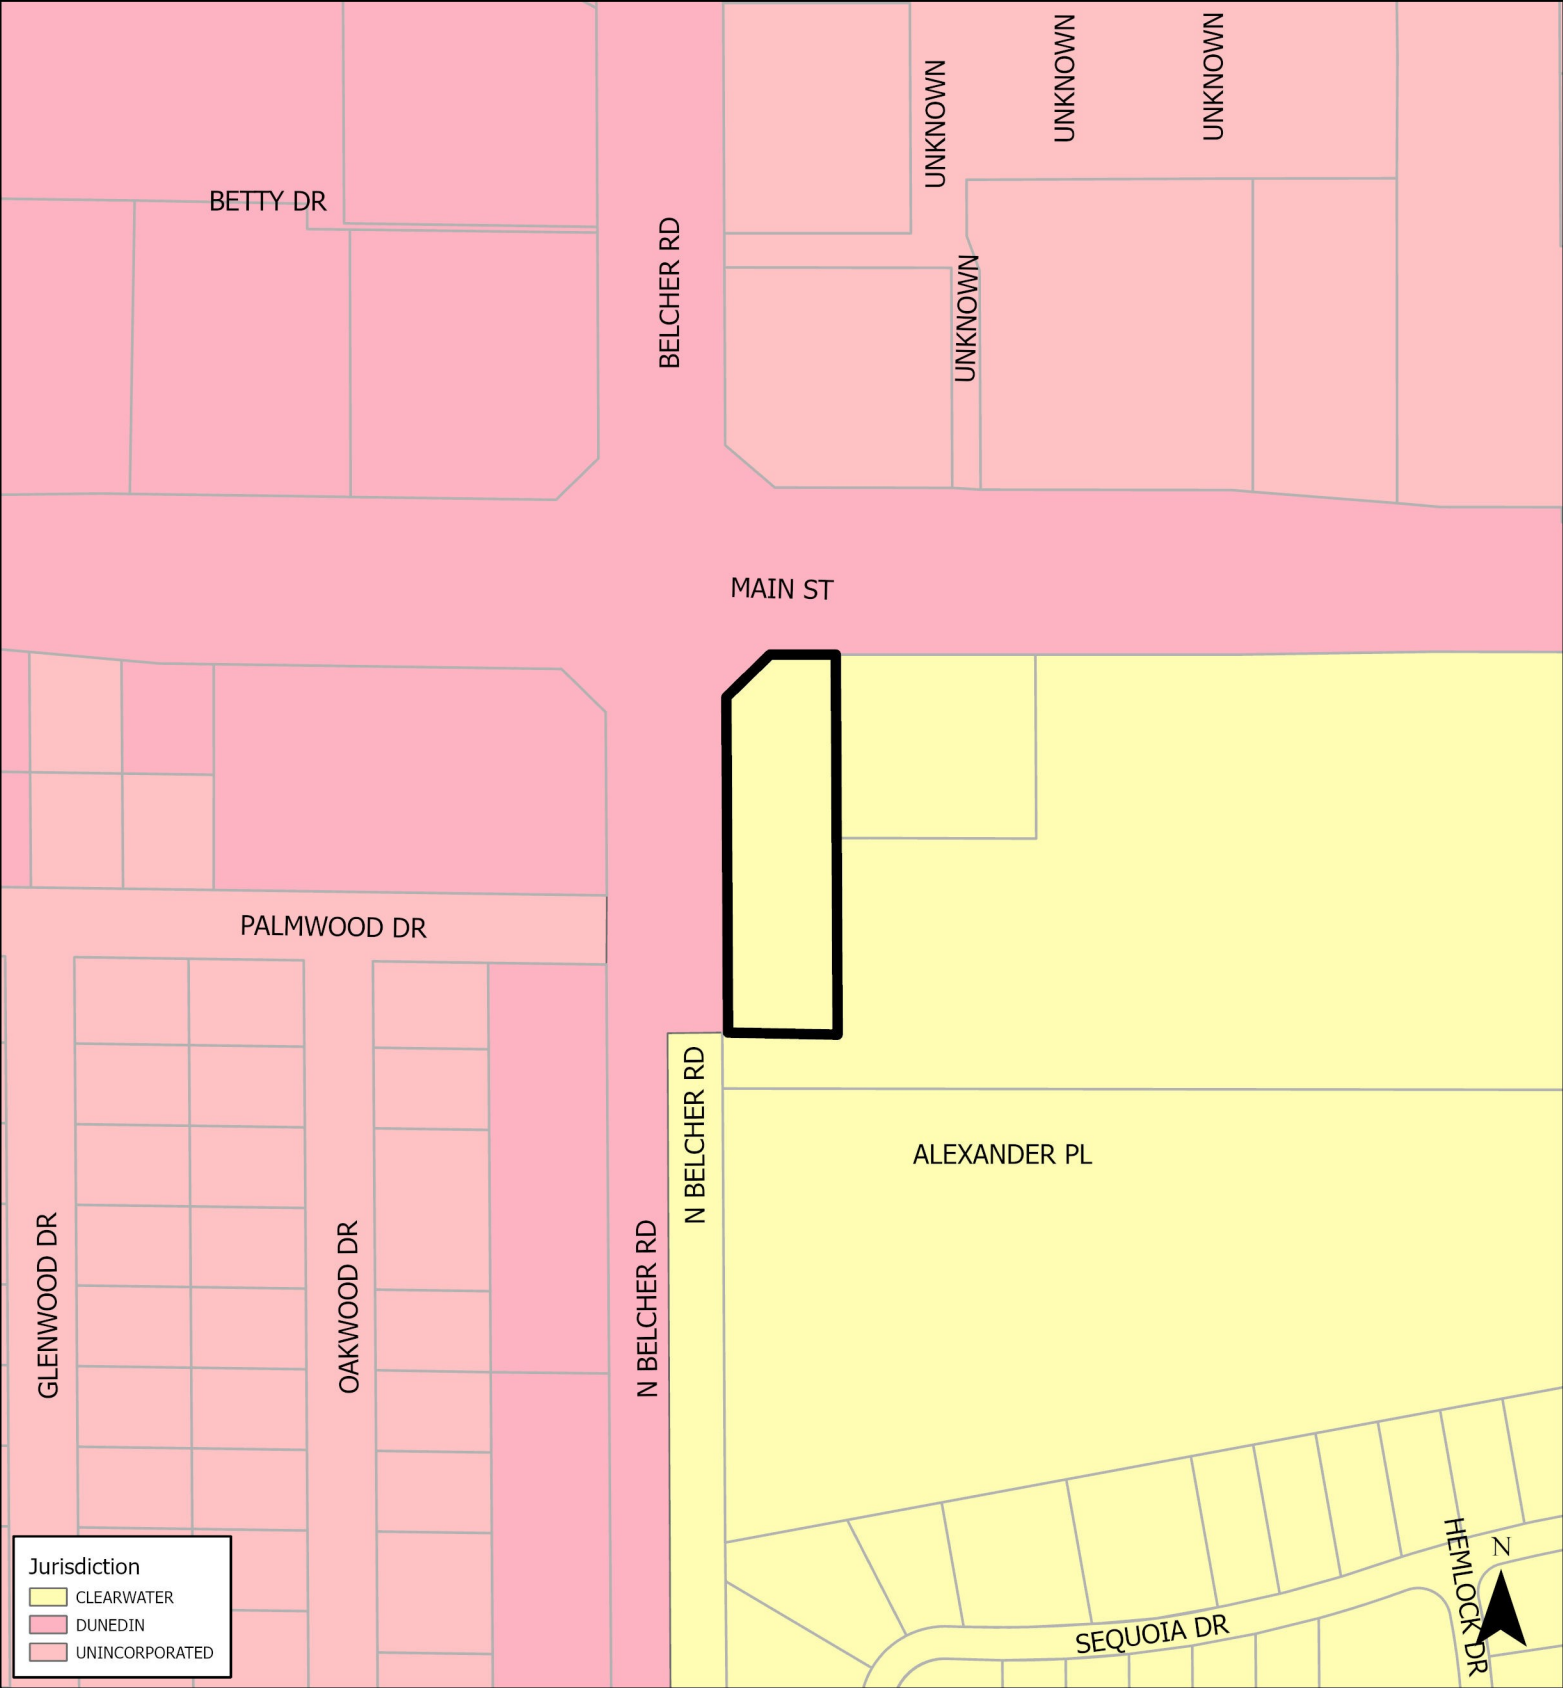 UNKNOWN
UNKNOWN
UNKNOWN
BETTY DR
BELCHER RD
UNKNOWN
MAIN ST
PALMWOOD DR
N BELCHER RD
ALEXANDER PL
GLENWOOD DR
OAKWOOD DR
N BELCHER RD
HEMLOCK DR
N
SEQUOIA DR
Jurisdiction
CLEARWATER
DUNEDIN
UNINCORPORATED